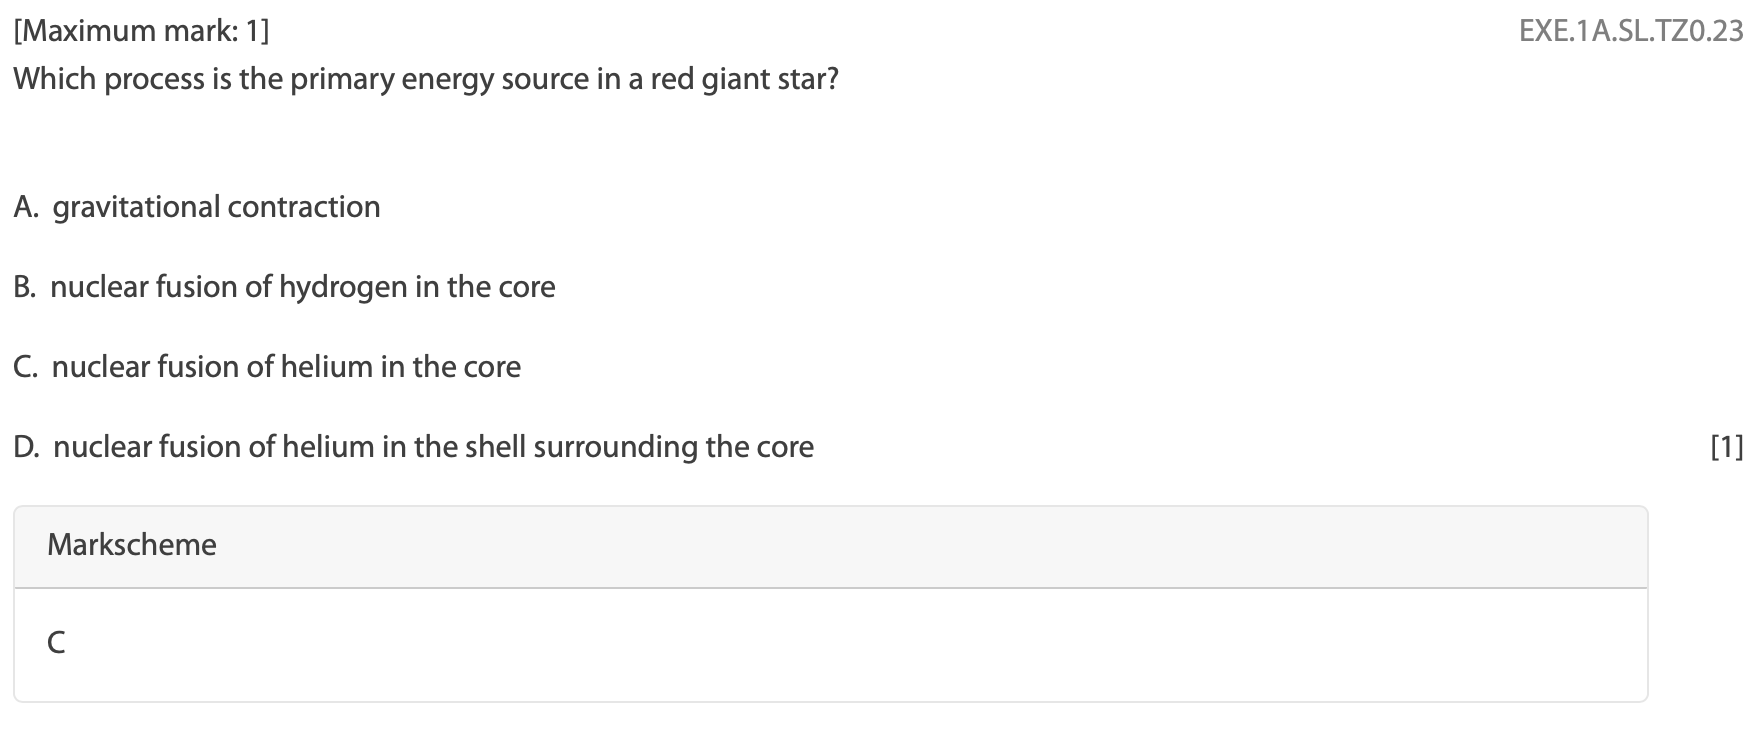 [Maximum mark: 1] EXE.1A.SL.TZ0.23
Which process is the primary energy source in a red giant star?
A. gravitational contraction
B. nuclear fusion of hydrogen in the core
C. nuclear fusion of helium in the core
D. nuclear fusion of helium in the shell surrounding the core [1]
Markscheme
C